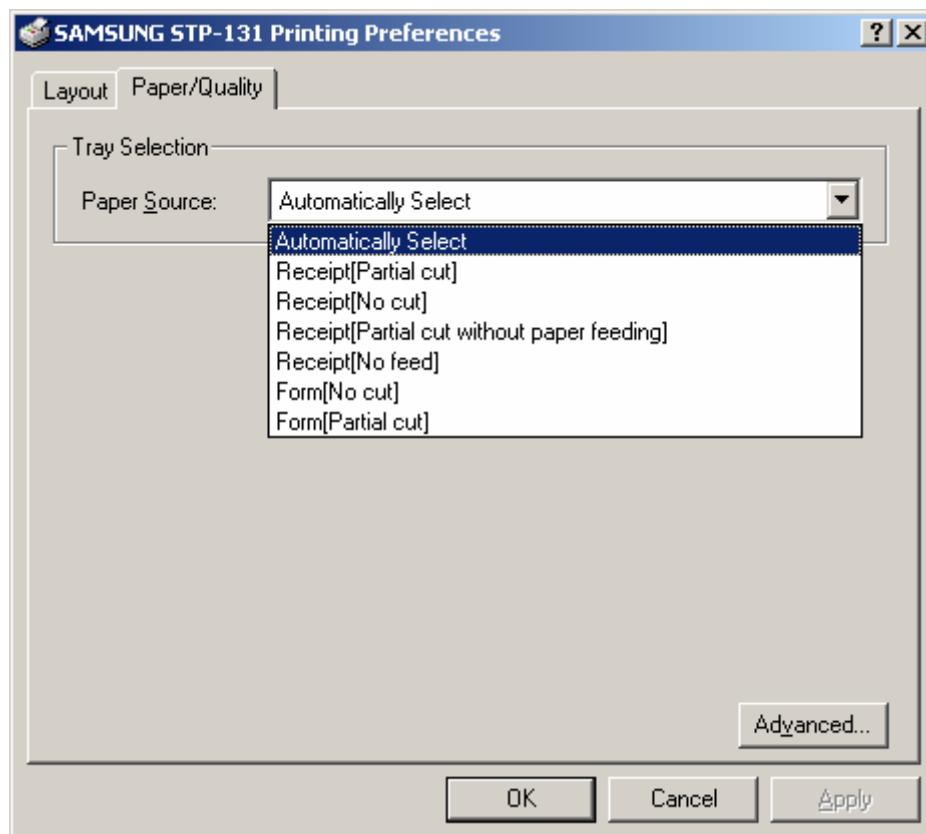 SAMSUNG STP-131 Printing Preferences
Layout Paper/Quality
Tray Selection
Paper Source: Automatically Select
Automatically Select
Receipt[Partial cut]
Receipt[No cut]
Receipt[Partial cut without paper feeding]
Receipt[No feed]
Form[No cut]
Form[Partial cut]
Advanced...
OK Cancel Apply